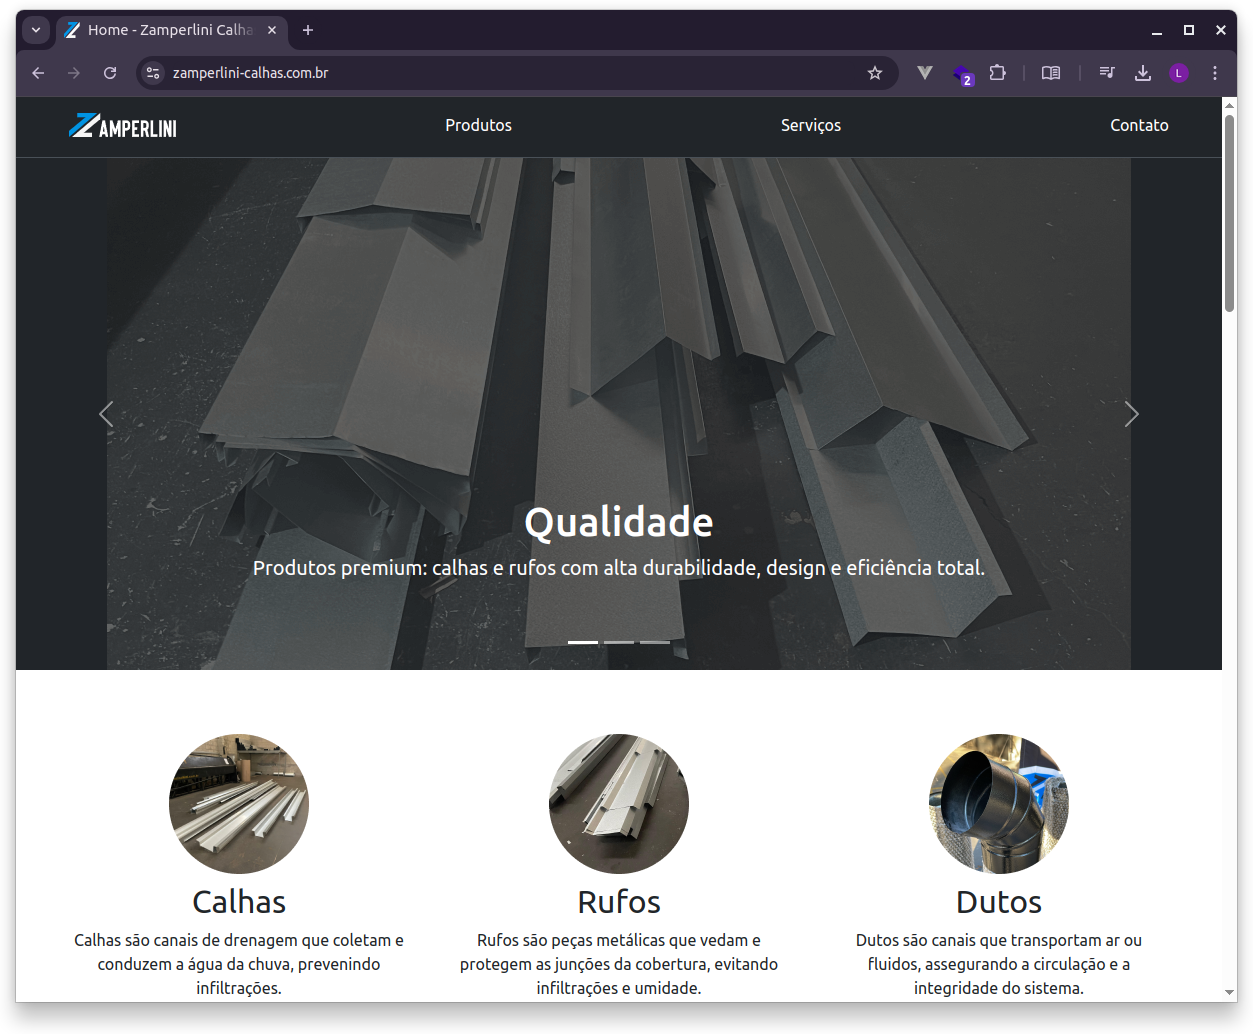 Home - Zamperlini Calha
zamperlini-calhas.com.br
2
L
ZAMPERLINI
Produtos
Serviços
Contato
Qualidade
Produtos premium: calhas e rufos com alta durabilidade, design e eficiência total.
Calhas
Calhas são canais de drenagem que coletam e
conduzem a água da chuva, prevenindo
infiltrações.
Rufos
Rufos são peças metálicas que vedam e
protegem as junções da cobertura, evitando
infiltrações e umidade.
Dutos
Dutos são canais que transportam ar ou
fluidos, assegurando a circulação e a
integridade do sistema.